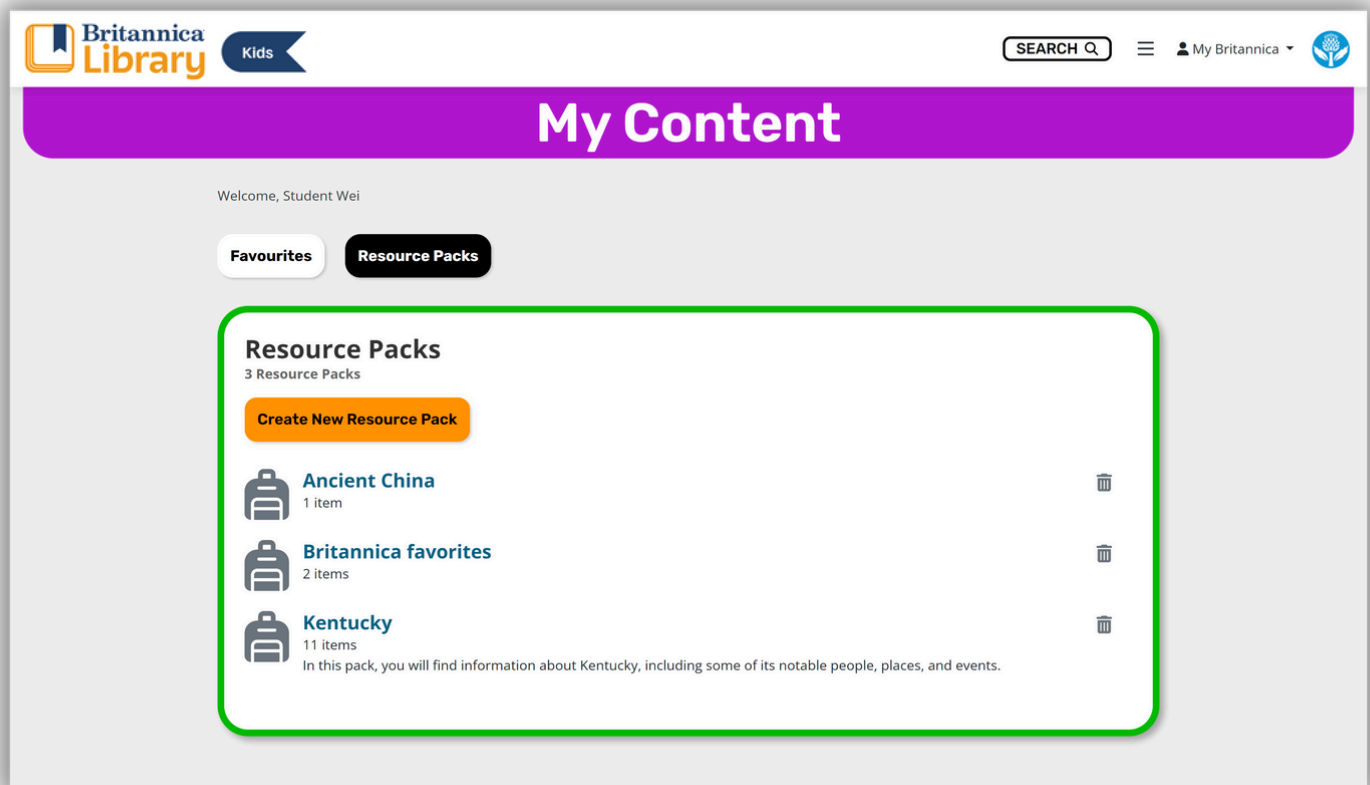 Britannica
Library
Kids
SEARCH
My Britannica
My Content
Welcome, Student Wei
Favourites
Resource Packs
Resource Packs
3 Resource Packs
Create New Resource Pack
Ancient China
1 item
Britannica favorites
2 items
Kentucky
11 items
In this pack, you will find information about Kentucky, including some of its notable people, places, and events.